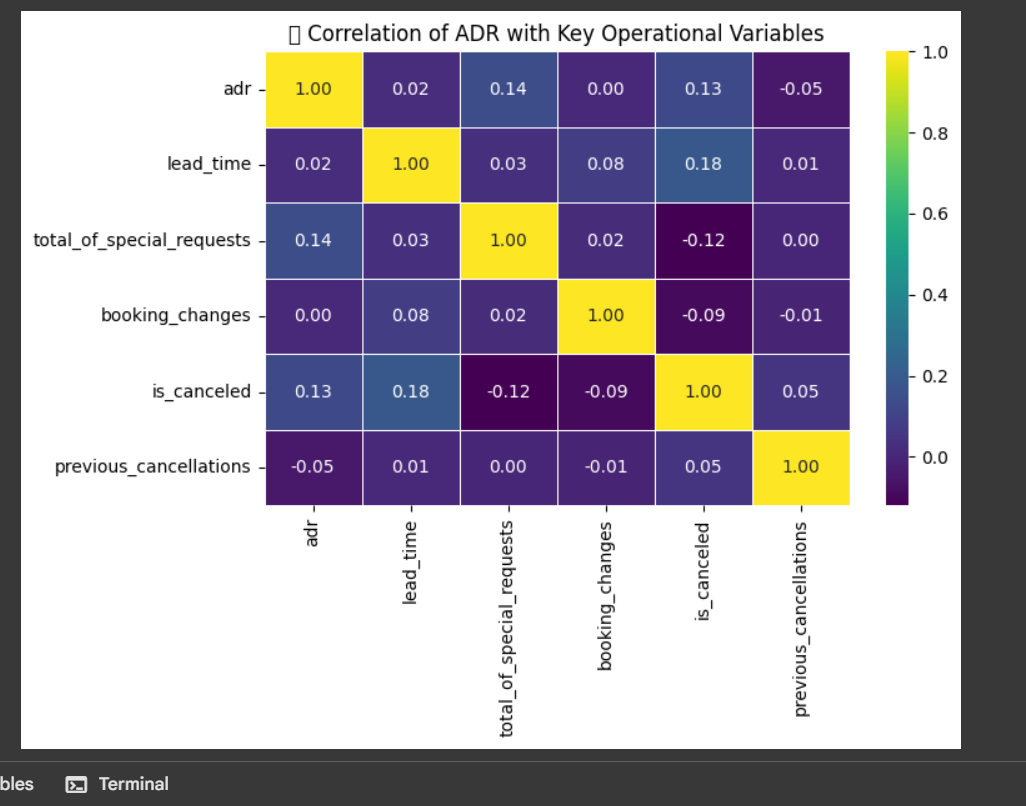 ▯ Correlation of ADR with Key Operational Variables
adr 1.00 0.02 0.14 0.00 0.13 -0.05
lead_time 0.02 1.00 0.03 0.08 0.18 0.01
total_of_special_requests 0.14 0.03 1.00 0.02 -0.12 0.00
booking_changes 0.00 0.08 0.02 1.00 -0.09 -0.01
is_canceled 0.13 0.18 -0.12 -0.09 1.00 0.05
previous_cancellations -0.05 0.01 0.00 -0.01 0.05 1.00
adr
lead_time
total_of_special_requests
booking_changes
is_canceled
previous_cancellations
1.0
0.8
0.6
0.4
0.2
0.0
bles
Terminal